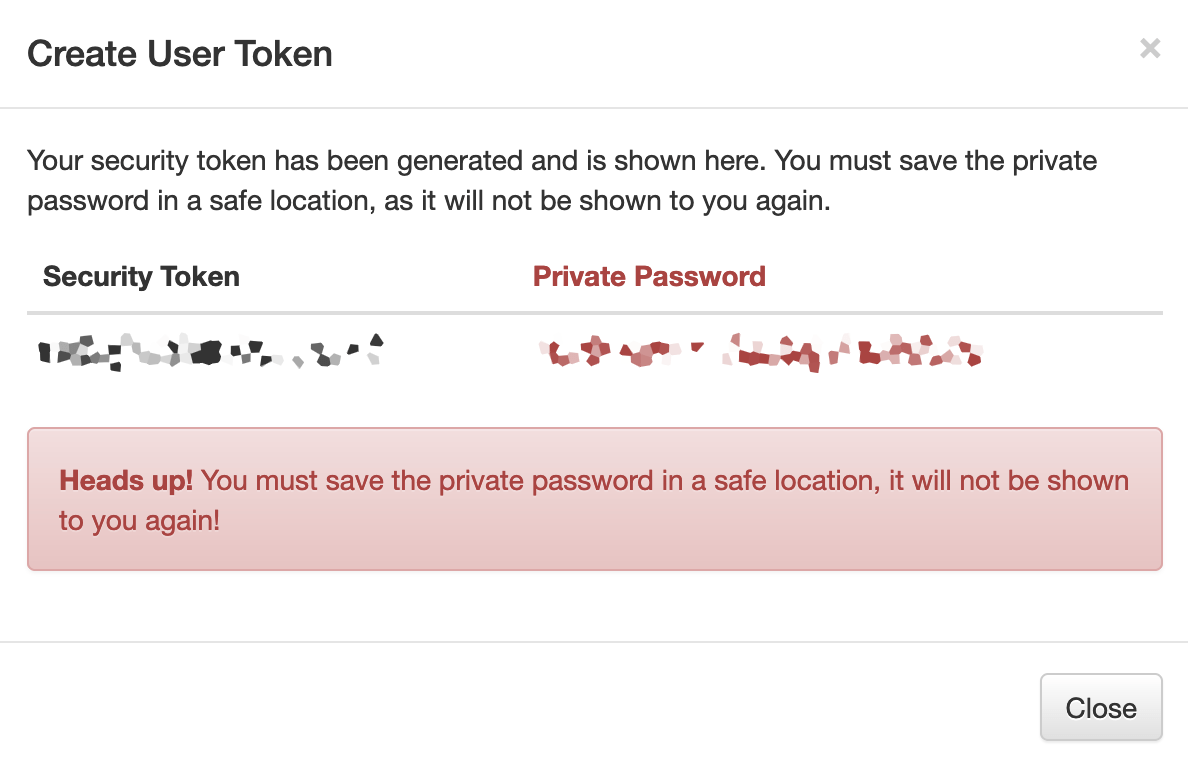 Create User Token
×
Your security token has been generated and is shown here. You must save the private
password in a safe location, as it will not be shown to you again.
Security Token Private Password
Heads up! You must save the private password in a safe location, it will not be shown
to you again!
Close